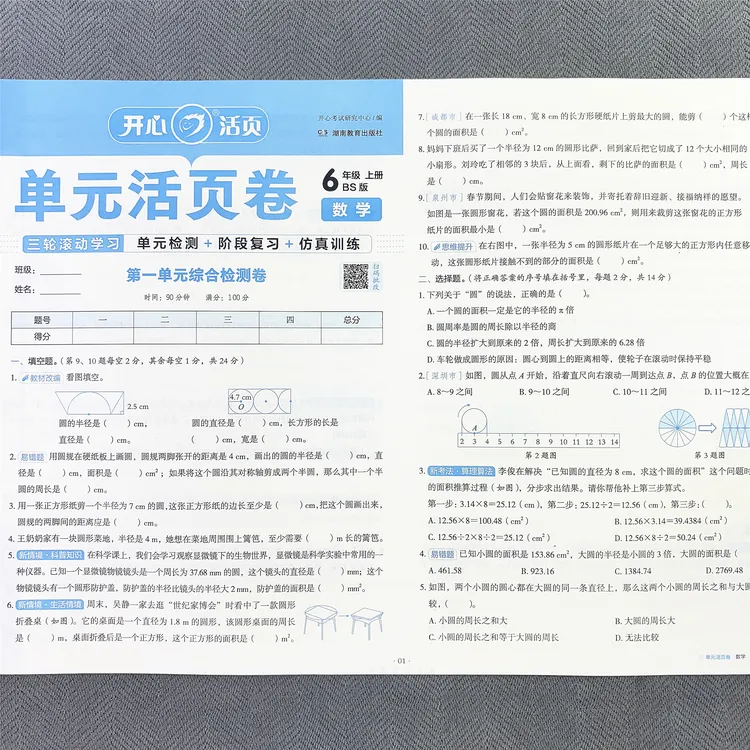 开心 活页
开心考试研究中心/编
湖南教育出版社
单元活页卷
6年级 上册
BS版
数学
三轮滚动学习 单元检测+阶段复习+仿真训练
班级:
姓名:
第一单元综合检测卷
时间:90分钟 满分:100分
扫码批改
题号 一 二 三 四 总分
得分
一、填空题。(第9、10题每空2分,其余每空1分,共24分)
1. 教材改编 看图填空。
2.5 cm
4.7 cm
O
圆的半径是( )cm,
直径是( )cm。
圆的直径是( )cm,长方形的长是
( )cm,宽是( )cm。
2. 易错题 用圆规在硬纸板上画圆,圆规两脚张开的距离是4 cm,画出的圆的半径是( )cm,直
径是( )cm,面积是( )cm²;如果将这个圆沿其对称轴剪成两个半圆,那么其中一个半
圆的周长是( )cm。
3. 用一张正方形纸剪一个半径为7 cm的圆,这张正方形纸的边长至少是( )cm,把这个圆画出来,
圆规的两脚间的距离应是( )cm。
4. 王奶奶家有一块圆形菜地,半径是4 m,她想在菜地周围围上篱笆,至少需要( )m长的篱笆。
5. 新情境·科普知识 在科学课上,我们会学习观察显微镜下的生物世界,显微镜是科学实验中常用的一
种仪器。已知一个显微镜物镜镜头是一个周长为37.68 mm的圆,这个镜头的直径是( )mm;这个
物镜镜头有一个圆形防护盖,防护盖的半径比镜头的半径大2 mm,防护盖的面积是( )mm²。
6. 新情境·生活情境 周末,吴静一家去逛“世纪家博会”时看中了一款圆形
折叠桌(如图)。它的桌面是一个直径为1.8 m的圆形,该圆形桌面的周长
是( )m,桌面折叠后是一个正方形,这个正方形的面积是( )m²。
7. [成都市] 在一张长18 cm、宽8 cm的长方形硬纸片上剪最大的圆,能剪( )个这样
个圆的面积是( )cm²。
8. 妈妈下班后买了一个半径为12 cm的圆形比萨,回到家后把它切成了12个大小相同的
小扇形。刘玲吃了相邻的3块后,从上面看,剩下的比萨的面积是( )cm²,周长
是( )cm。
9. [泉州市] 春节期间,人们会贴窗花来装饰,并寄托着辞旧迎新、接福纳祥的愿望。
如图是一张圆形窗花,若这个圆的面积是200.96 cm²,则用来裁剪这张窗花的正方形
纸片的面积最小是( )cm²。
10. 思维提升 在右图中,一张半径为5 cm的圆形纸片在一个足够大的正方形内任意移
动,这张圆形纸片接触不到的部分的面积是( )cm²。
二、选择题。(将正确答案的序号填在括号里,每题2分,共14分)
1. 下列关于“圆”的说法,正确的是( )。
A. 一个圆的面积一定是它的半径的π倍
B. 圆周率是圆的周长除以半径的商
C. 圆的半径扩大到原来的2倍,周长扩大到原来的6.28倍
D. 车轮做成圆形的原因:圆心到圆上的距离相等,使轮子在滚动时保持平稳
2. [深圳市] 如图,圆从点A开始,沿着直尺向右滚动一周到达点B,点B的位置大概在
A. 8~9之间 B. 9~10之间 C. 10~11之间 D. 11~12之
A
2 3 4 5 6 7 8 9 10 11 12 13 14
第2题图 第3题图
3. 新考法·算理算法 李俊在解决“已知圆的直径为8 cm,求这个圆的面积”这个问题时
的面积推算过程(如图),分步求出结果。请你帮他补上第三步算式。
第一步:3.14×8=25.12(cm),第二步:25.12÷2=12.56(cm),第三步:( )。
A. 12.56×8=100.48(cm²) B. 12.56×3.14=39.4384(cm²)
C. 12.56÷2×8÷2=25.12(cm²) D. 12.56×8÷2=50.24(cm²)
4. 易错题 已知小圆的面积是153.86 cm²,大圆的半径是小圆的3倍,大圆的面积是(
A. 461.58 B. 923.16 C. 1384.74 D. 2769.48
5. 如图,两个小圆的圆心都在大圆的同一条直径上,那么这两个小圆的周长之和与大圆
较,( )。
A. 小圆的周长之和大 B. 大圆的周长大
C. 小圆的周长之和等于大圆的周长 D. 无法比较
· 01 ·
单元活页卷 数学